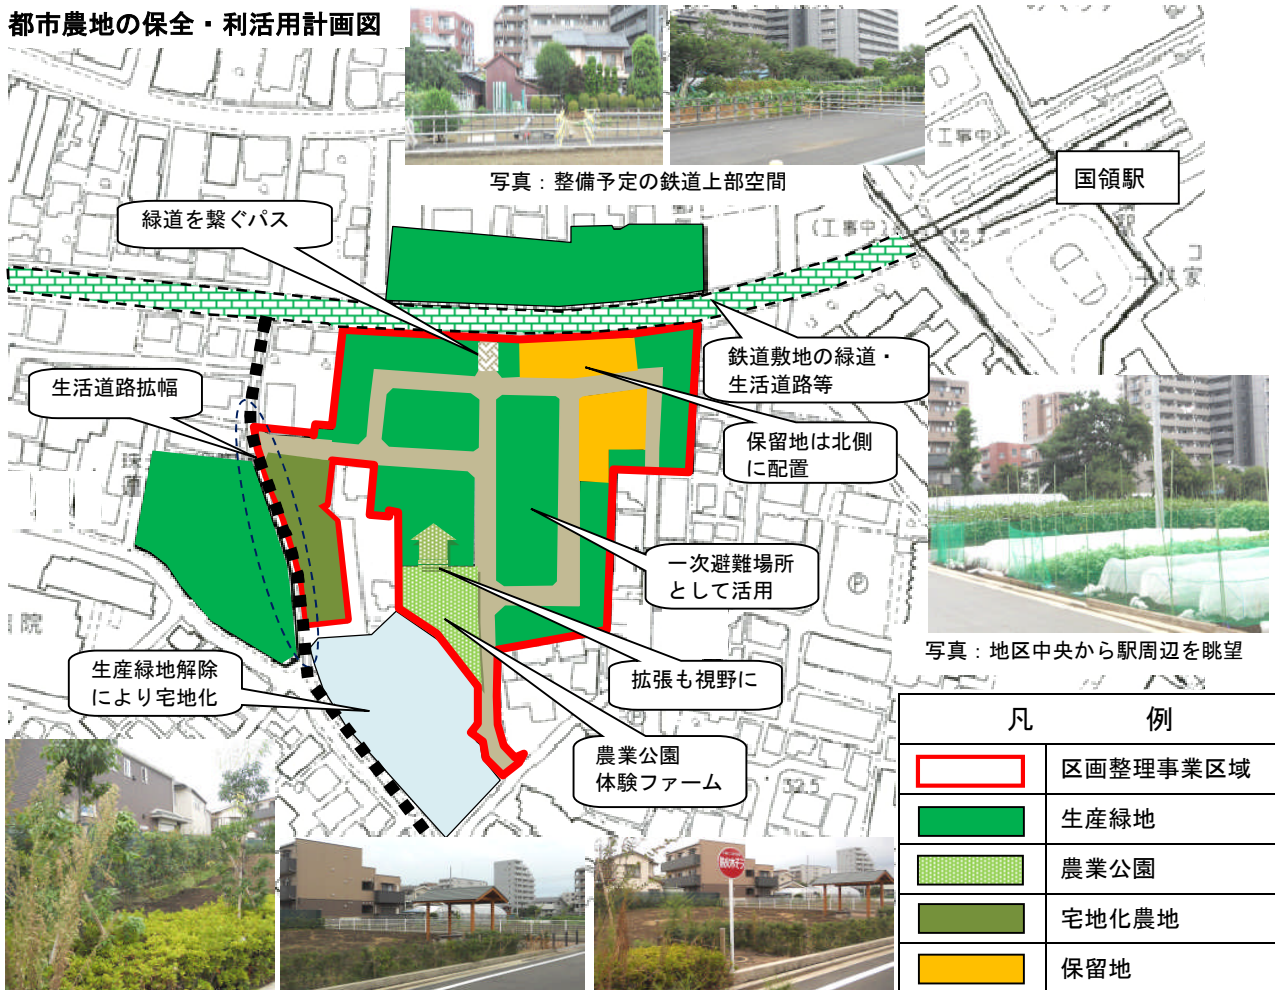 都市農地の保全・利活用計画図
写真：整備予定の鉄道上部空間
(工事中)
国領駅
緑道を繋ぐパス
(工事中)
鉄道敷地の緑道・
生活道路等
生活道路拡幅
保留地は北側
に配置
一次避難場所
として活用
写真：地区中央から駅周辺を眺望
生産緑地解除
により宅地化
拡張も視野に
農業公園
体験ファーム
凡 例
区画整理事業区域
生産緑地
農業公園
宅地化農地
保留地